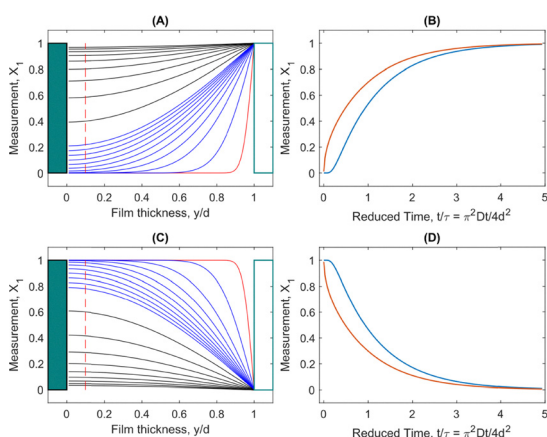 (A)
Measurement, X1
1
0.8
0.6
0.4
0.2
0
0 0.2 0.4 0.6 0.8 1
Film thickness, y/d
(B)
Measurement, X1
1
0.8
0.6
0.4
0.2
0
0 1 2 3 4 5
Reduced Time, t/τ = π²Dt/4d²
(C)
Measurement, X1
1
0.8
0.6
0.4
0.2
0
0 0.2 0.4 0.6 0.8 1
Film thickness, y/d
(D)
Measurement, X1
1
0.8
0.6
0.4
0.2
0
0 1 2 3 4 5
Reduced Time, t/τ = π²Dt/4d²